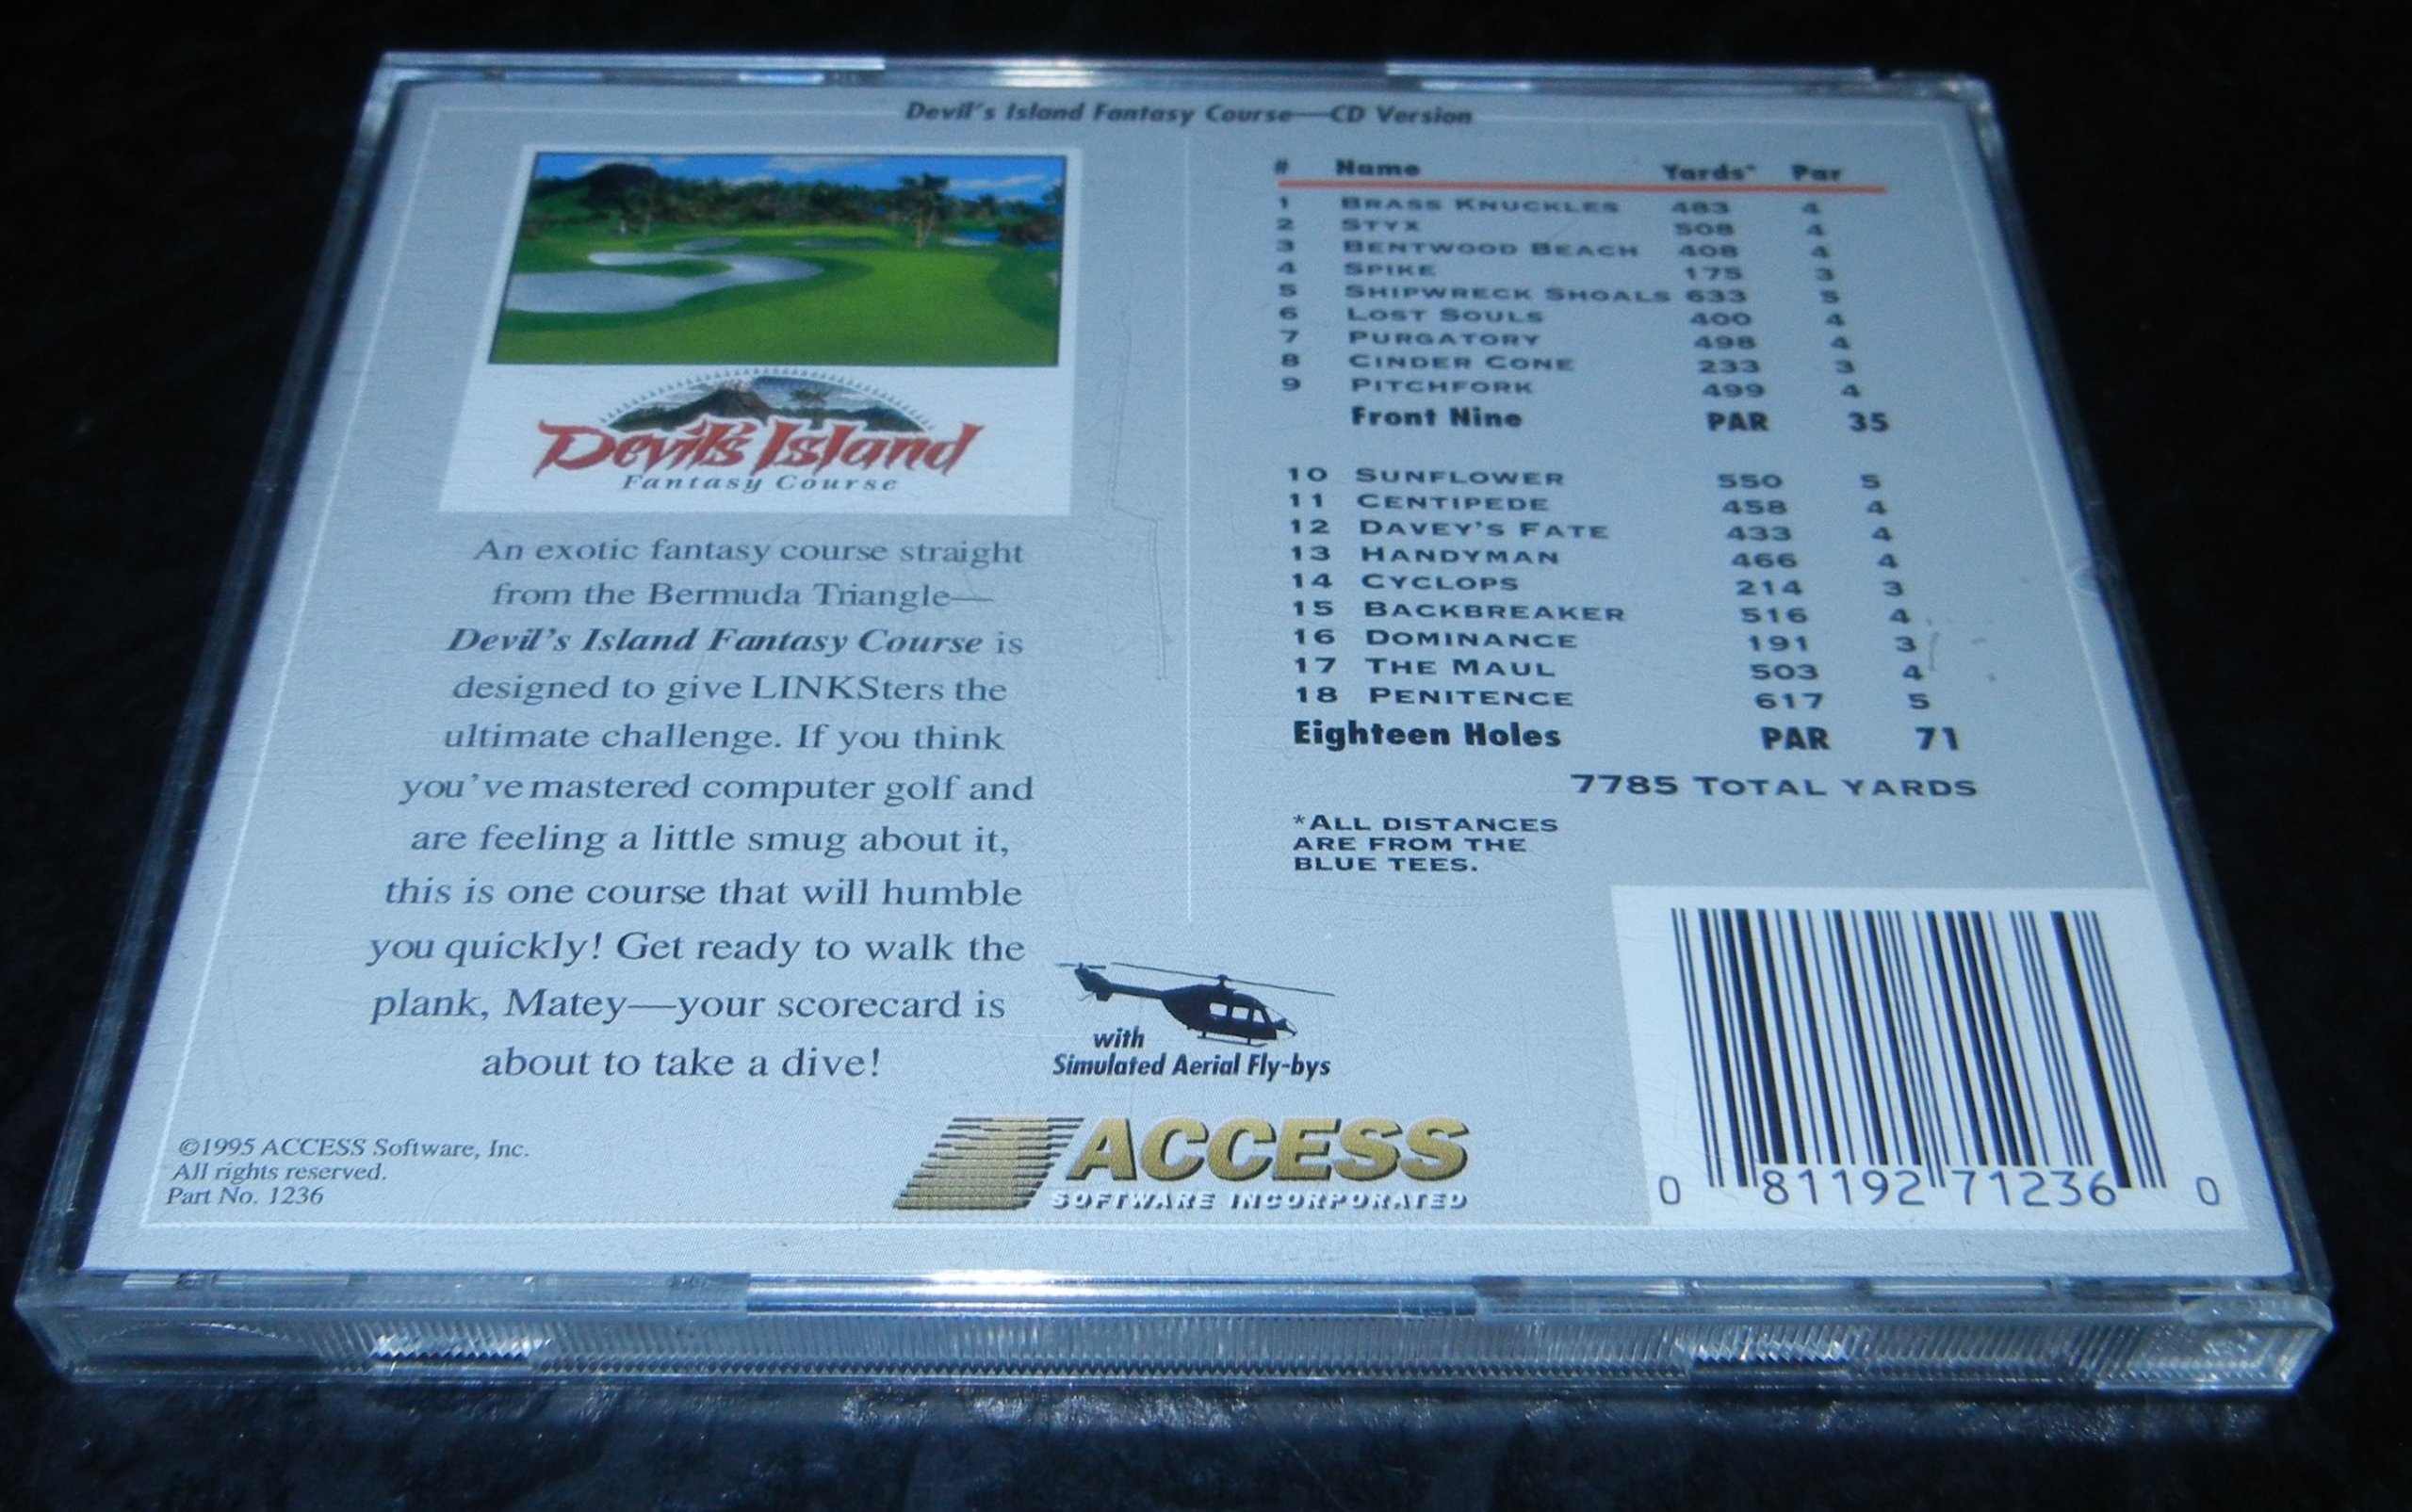 Devil's Island Fantasy Course—CD Version
Devil's Island
Fantasy Course
An exotic fantasy course straight
from the Bermuda Triangle—
Devil's Island Fantasy Course is
designed to give LINKSters the
ultimate challenge. If you think
you've mastered computer golf and
are feeling a little smug about it,
this is one course that will humble
you quickly! Get ready to walk the
plank, Matey—your scorecard is
about to take a dive!
# Name Yards* Par
1 BRASS KNUCKLES 483 4
2 STYX 508 4
3 BENTWOOD BEACH 408 4
4 SPIKE 175 3
5 SHIPWRECK SHOALS 633 5
6 LOST SOULS 400 4
7 PURGATORY 498 4
8 CINDER CONE 233 3
9 PITCHFORK 499 4
Front Nine PAR 35
10 SUNFLOWER 550 5
11 CENTIPEDE 458 4
12 DAVEY'S FATE 433 4
13 HANDYMAN 466 4
14 CYCLOPS 214 3
15 BACKBREAKER 516 4
16 DOMINANCE 191 3
17 THE MAUL 503 4
18 PENITENCE 617 5
Eighteen Holes PAR 71
7785 TOTAL YARDS
*ALL DISTANCES
ARE FROM THE
BLUE TEES.
with
Simulated Aerial Fly-bys
©1995 ACCESS Software, Inc.
All rights reserved.
Part No. 1236
ACCESS
SOFTWARE INCORPORATED
0 81192 71236 0